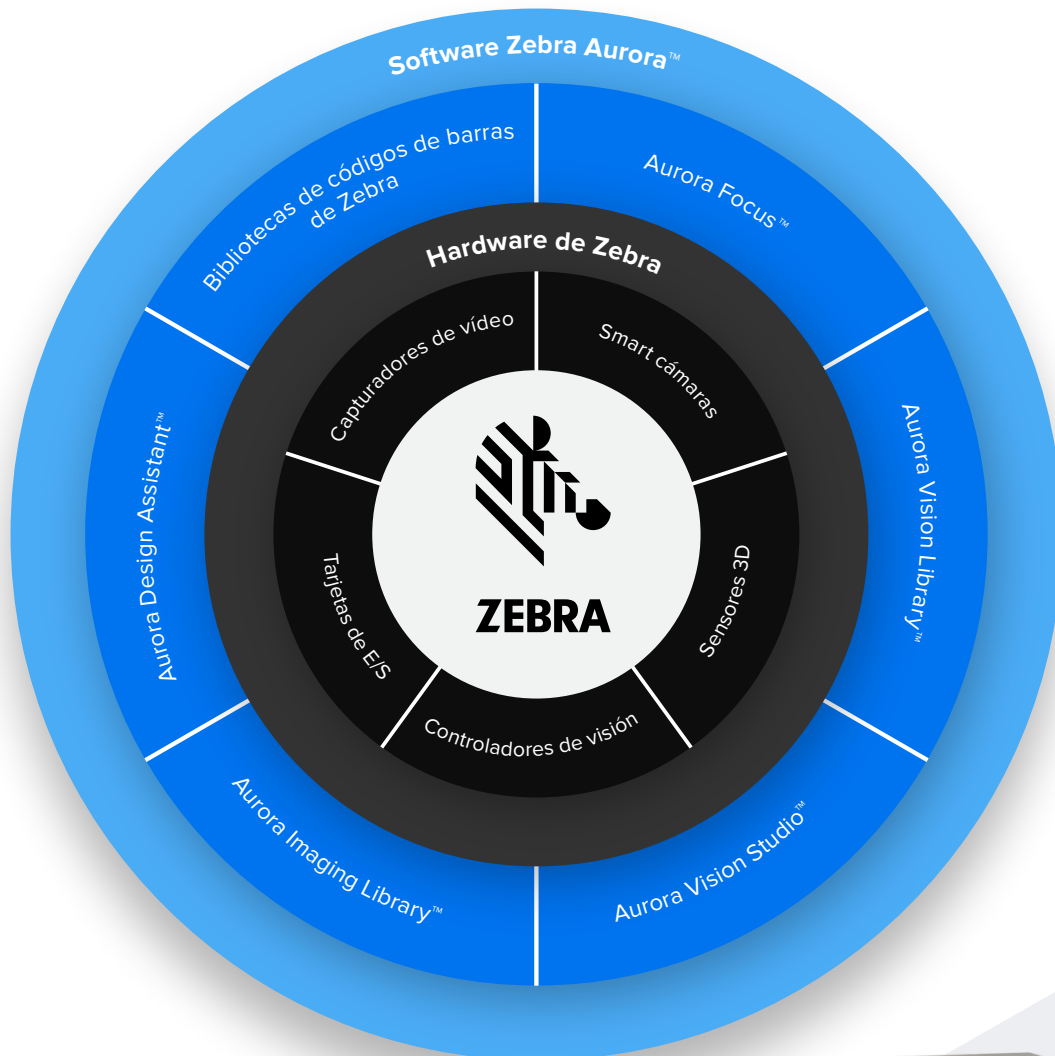 Software Zebra Aurora™
Bibliotecas de códigos de barras
de Zebra
Aurora Focus™
Aurora Vision Library™
Aurora Vision Studio™
Aurora Imaging Library™
Aurora Design Assistant™
Hardware de Zebra
Capturadores de vídeo
Smart cámaras
Sensores 3D
Controladores de visión
Tarjetas de E/S
ZEBRA